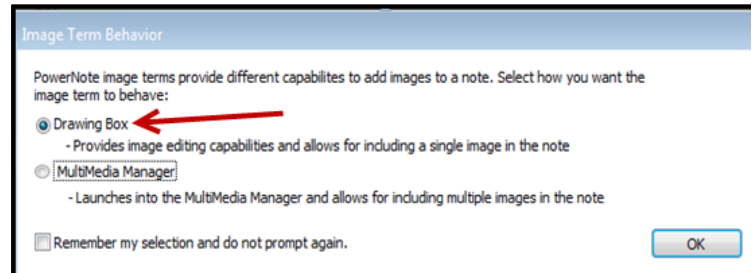 Image Term Behavior
PowerNote image terms provide different capabilites to add images to a note. Select how you want the
image term to behave:
Drawing Box
- Provides image editing capabilities and allows for including a single image in the note
MultiMedia Manager
- Launches into the MultiMedia Manager and allows for including multiple images in the note
Remember my selection and do not prompt again.
OK